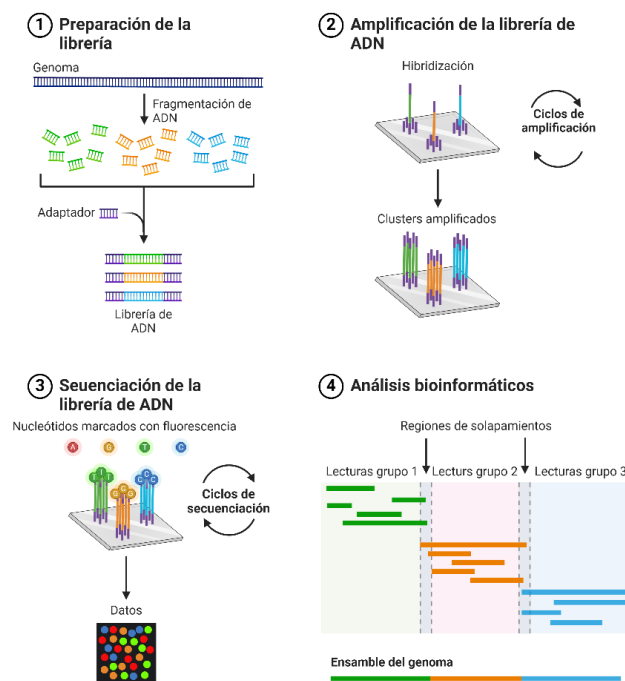 1 Preparación de la
librería
Genoma
Fragmentación de
ADN
Adaptador
Librería de
ADN
2 Amplificación de la librería de
ADN
Hibridización
Ciclos de
amplificación
Clusters amplificados
3 Seuenciación de la
librería de ADN
Nucleótidos marcados con fluorescencia
A G T C
T T T G C G C C C
Ciclos de
secuenciación
Datos
4 Análisis bioinformáticos
Regiones de solapamientos
Lecturas grupo 1 Lecturs grupo 2 Lecturas grupo 3
Ensamble del genoma